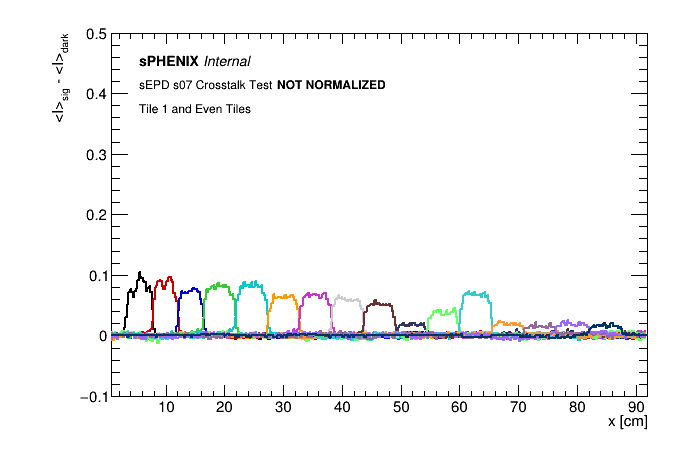 0.5
<I>sig - <I>dark
sPHENIX Internal
sEPD s07 Crosstalk Test NOT NORMALIZED
0.4
Tile 1 and Even Tiles
0.3
0.2
0.1
0
−0.1
10 20 30 40 50 60 70 80 90
x [cm]